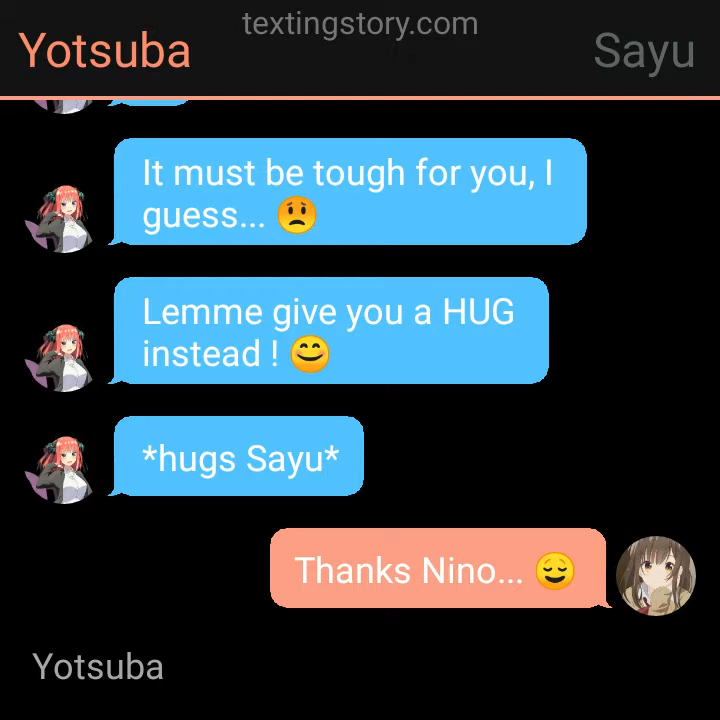 textingstory.com
Yotsuba
Sayu
It must be tough for you, I
guess... 😟
Lemme give you a HUG
instead ! 😊
*hugs Sayu*
Thanks Nino... 😌
Yotsuba